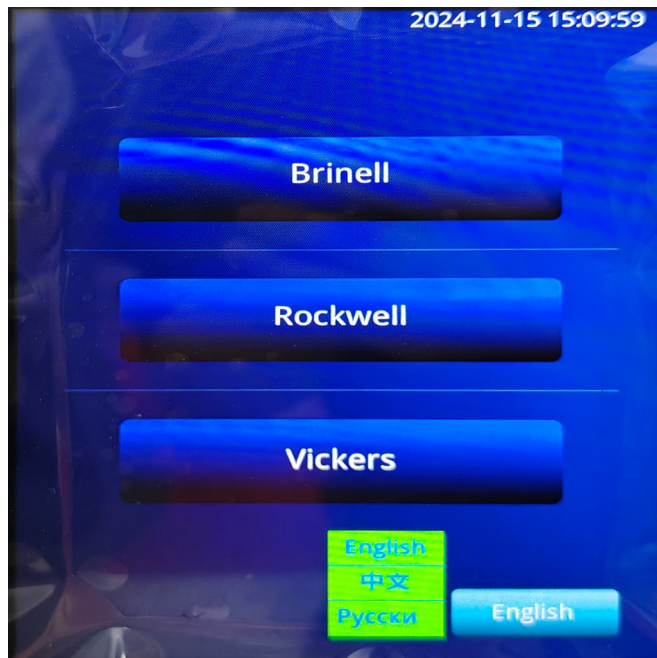 2024-11-15 15:09:59
Brinell
Rockwell
Vickers
English
中文
Русски
English